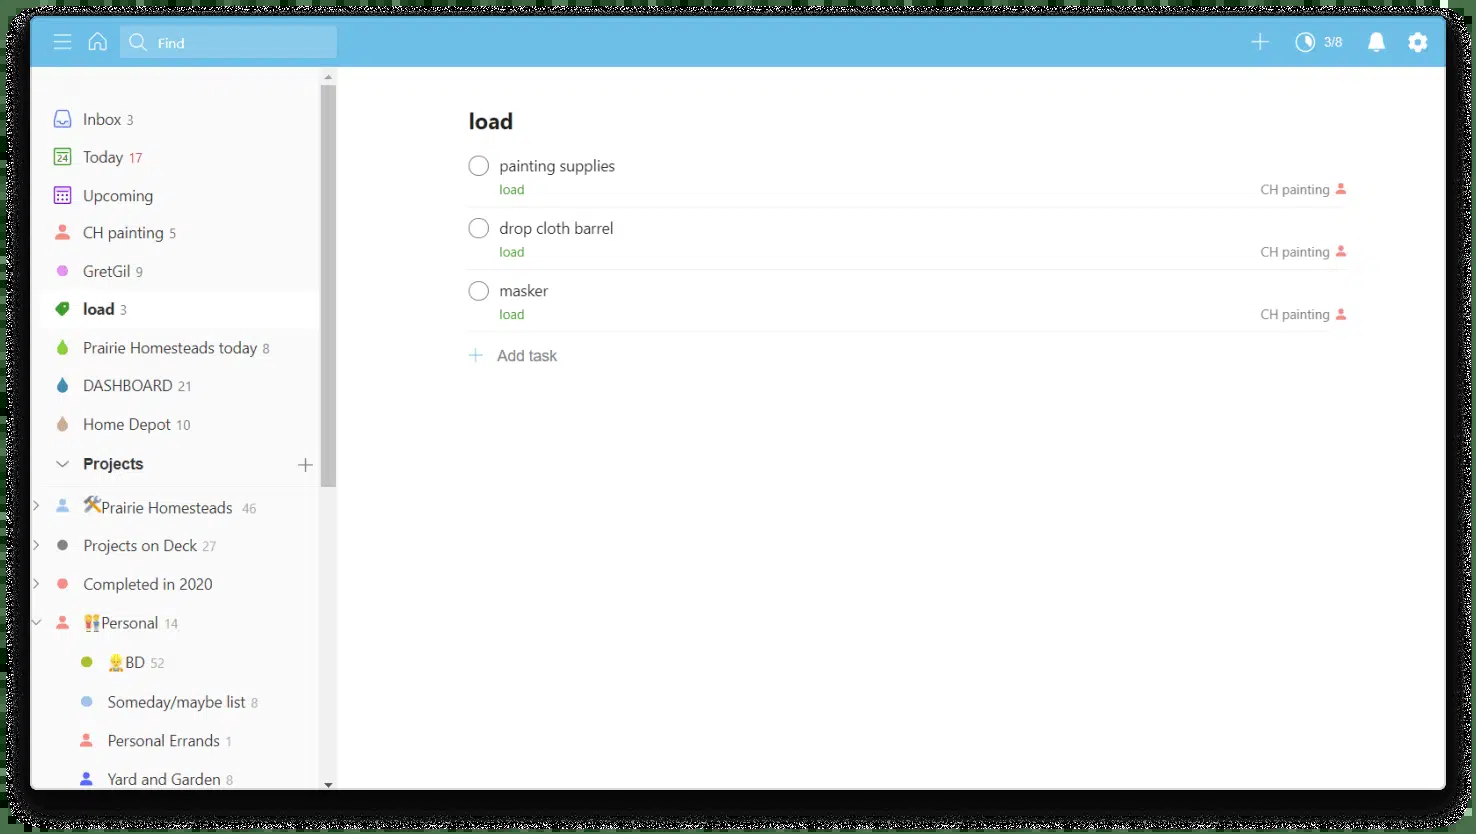 Find
3/8
Inbox 3
24 Today 17
Upcoming
CH painting 5
GretGil 9
load 3
Prairie Homesteads today 8
DASHBOARD 21
Home Depot 10
Projects
Prairie Homesteads 46
Projects on Deck 27
Completed in 2020
Personal 14
BD 52
Someday/maybe list 8
Personal Errands 1
Yard and Garden 8
load
painting supplies
load CH painting
drop cloth barrel
load CH painting
masker
load CH painting
Add task